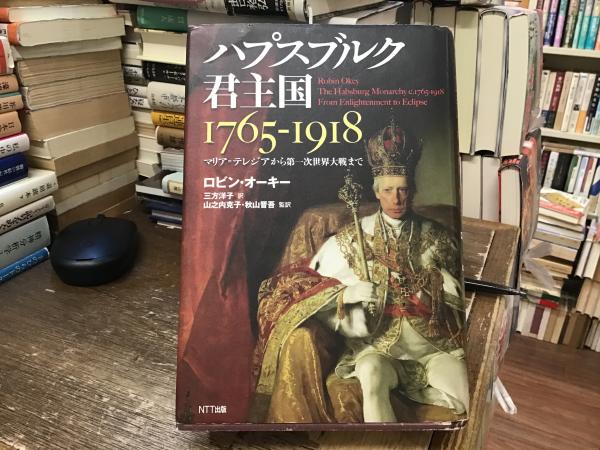 ハプスブルク
君主国
Robin Okey
The Habsburg Monarchy c.1765-1918
From Enlightenment to Eclipse
1765-1918
マリア=テレジアから第一次世界大戦まで
ロビン・オーキー
三方洋子 訳
山之内克子・秋山晋吾 監訳
NTT出版